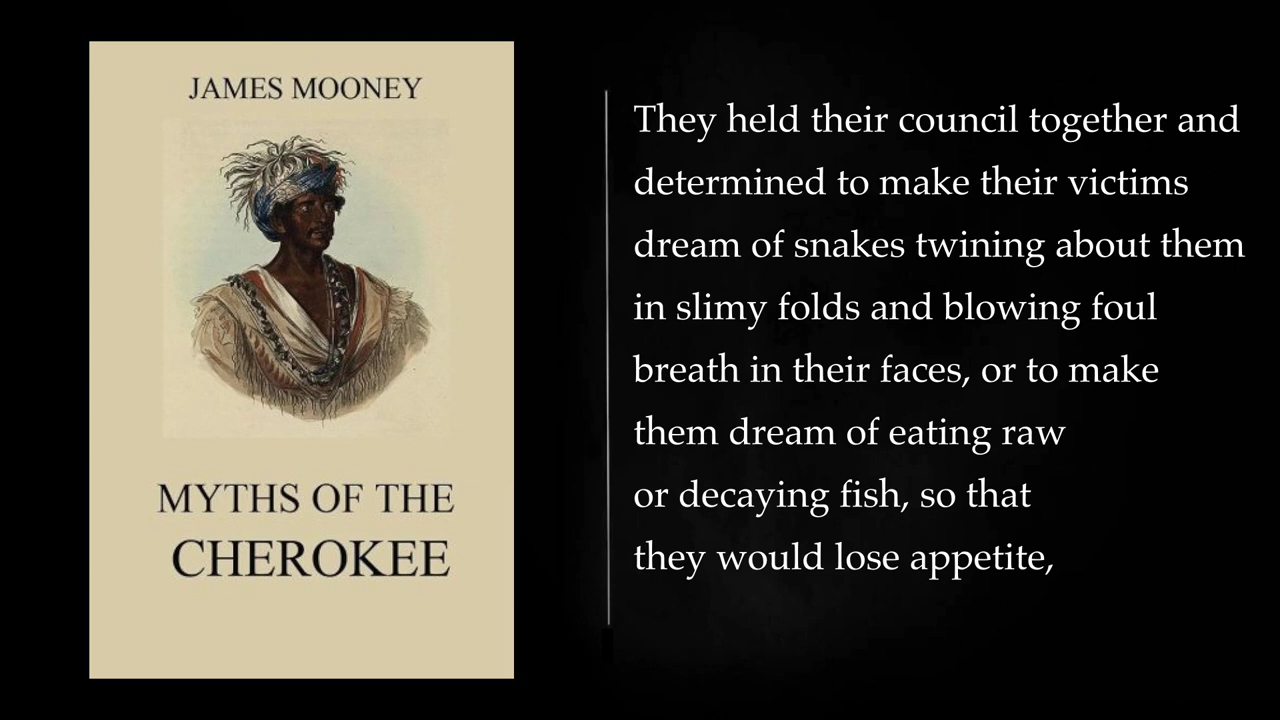 JAMES MOONEY
MYTHS OF THE
CHEROKEE
They held their council together and
determined to make their victims
dream of snakes twining about them
in slimy folds and blowing foul
breath in their faces, or to make
them dream of eating raw
or decaying fish, so that
they would lose appetite,